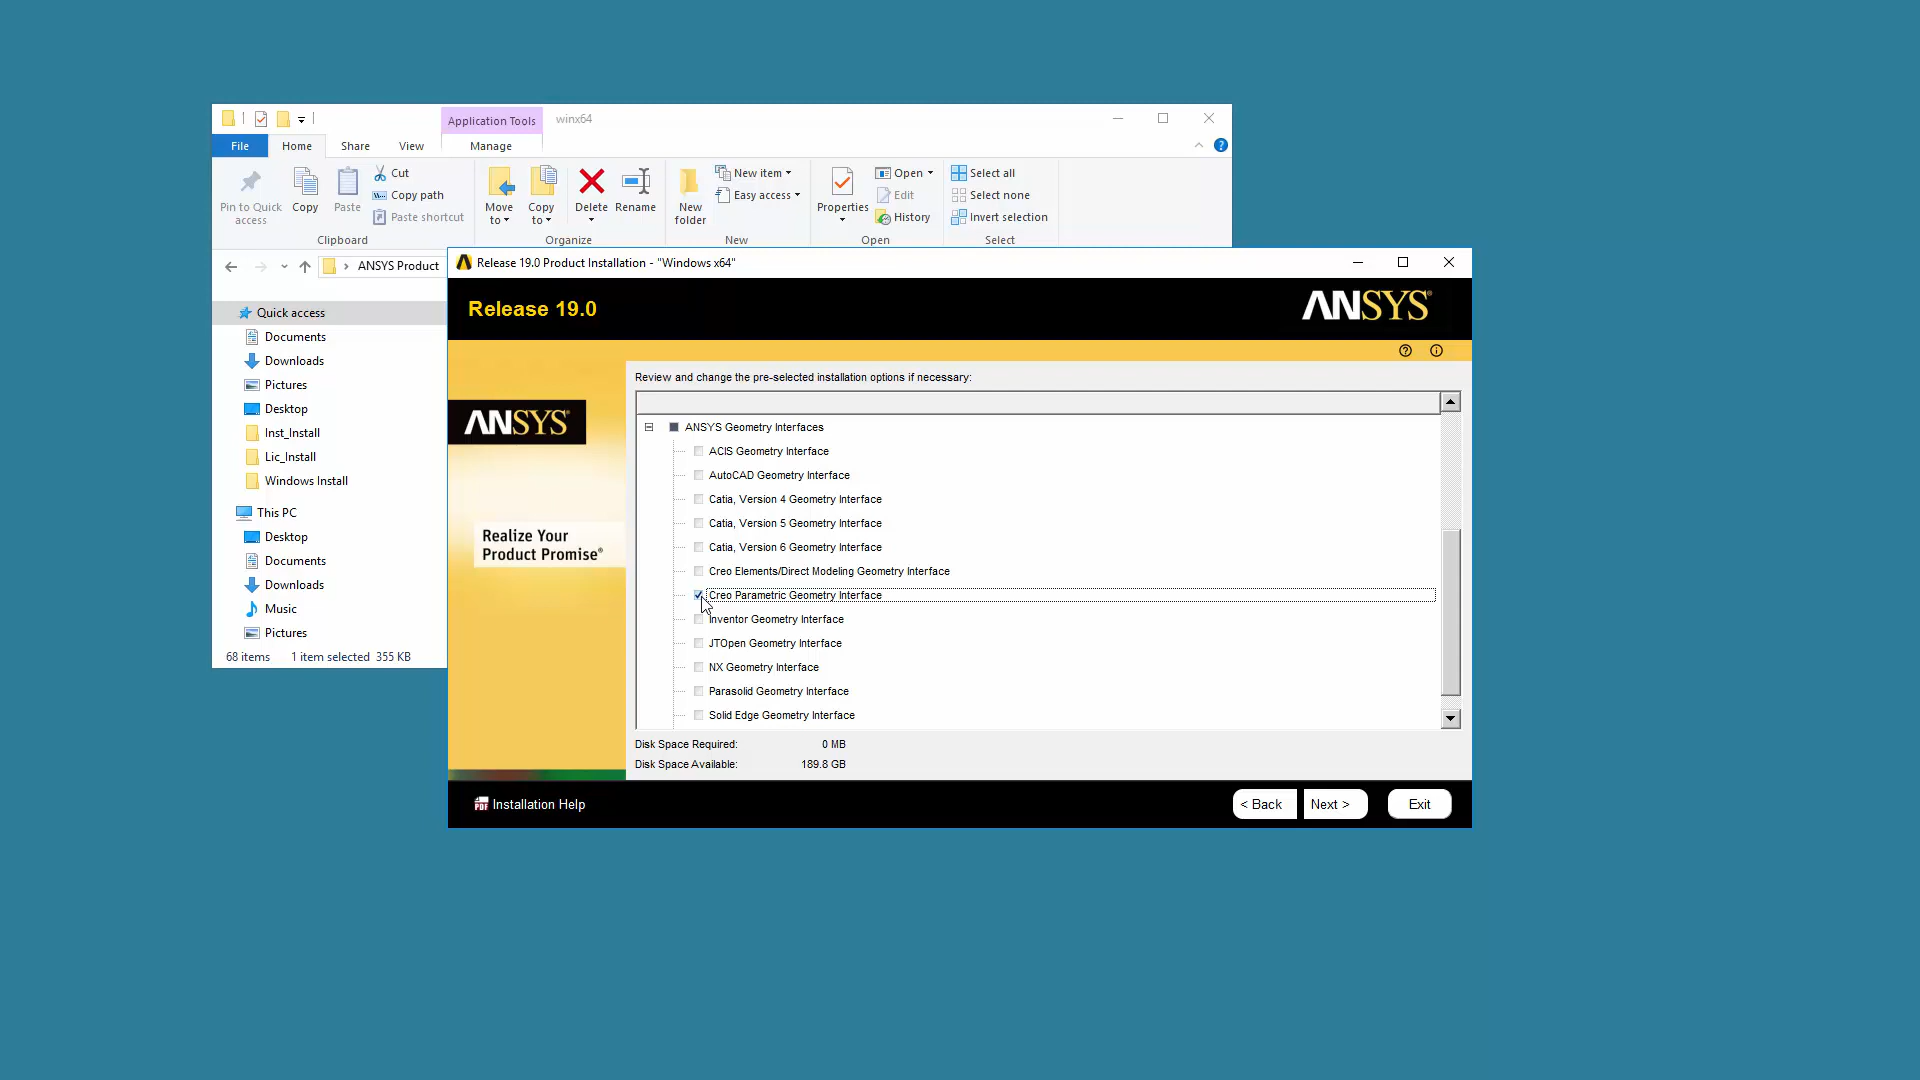 Application Tools
winx64
File
Home
Share
View
Manage
Pin to Quick
access
Copy
Paste
Cut
Copy path
Paste shortcut
Clipboard
Move
to
Copy
to
Delete
Rename
Organize
New
folder
New item
Easy access
New
Properties
Open
Edit
History
Open
Select all
Select none
Invert selection
Select
ANSYS Product
Quick access
Documents
Downloads
Pictures
Desktop
Inst_Install
Lic_Install
Windows Install
This PC
Desktop
Documents
Downloads
Music
Pictures
68 items 1 item selected 355 KB
Release 19.0 Product Installation - "Windows x64"
Release 19.0
ANSYS®
ANSYS®
Realize Your
Product Promise®
Review and change the pre-selected installation options if necessary:
ANSYS Geometry Interfaces
ACIS Geometry Interface
AutoCAD Geometry Interface
Catia, Version 4 Geometry Interface
Catia, Version 5 Geometry Interface
Catia, Version 6 Geometry Interface
Creo Elements/Direct Modeling Geometry Interface
Creo Parametric Geometry Interface
Inventor Geometry Interface
JTOpen Geometry Interface
NX Geometry Interface
Parasolid Geometry Interface
Solid Edge Geometry Interface
Disk Space Required: 0 MB
Disk Space Available: 189.8 GB
PDF Installation Help
< Back
Next >
Exit